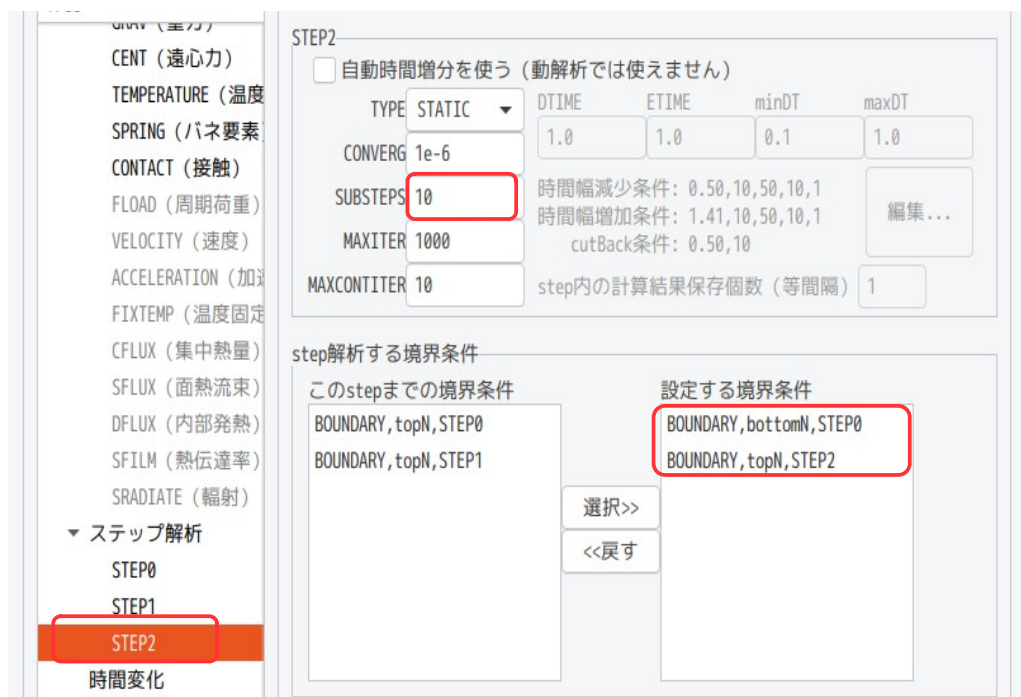 GRAV（重力）
CENT（遠心力）
TEMPERATURE（温度
SPRING（バネ要素）
CONTACT（接触）
FLOAD（周期荷重）
VELOCITY（速度）
ACCELERATION（加速
FIXTEMP（温度固定
CFLUX（集中熱量）
SFLUX（面熱流束）
DFLUX（内部発熱）
SFILM（熱伝達率）
SRADIATE（輻射）
ステップ解析
STEP0
STEP1
STEP2
時間変化
STEP2
自動時間増分を使う（動解析では使えません）
TYPE STATIC
CONVERG 1e-6
SUBSTEPS 10
MAXITER 1000
MAXCONTITER 10
DTIME ETIME minDT maxDT
1.0 1.0 0.1 1.0
時間幅減少条件: 0.50,10,50,10,1
時間幅増加条件: 1.41,10,50,10,1
cutBack条件: 0.50,10
編集...
step内の計算結果保存個数（等間隔） 1
step解析する境界条件
このstepまでの境界条件
BOUNDARY,topN,STEP0
BOUNDARY,topN,STEP1
選択>>
<<戻す
設定する境界条件
BOUNDARY,bottomN,STEP0
BOUNDARY,topN,STEP2